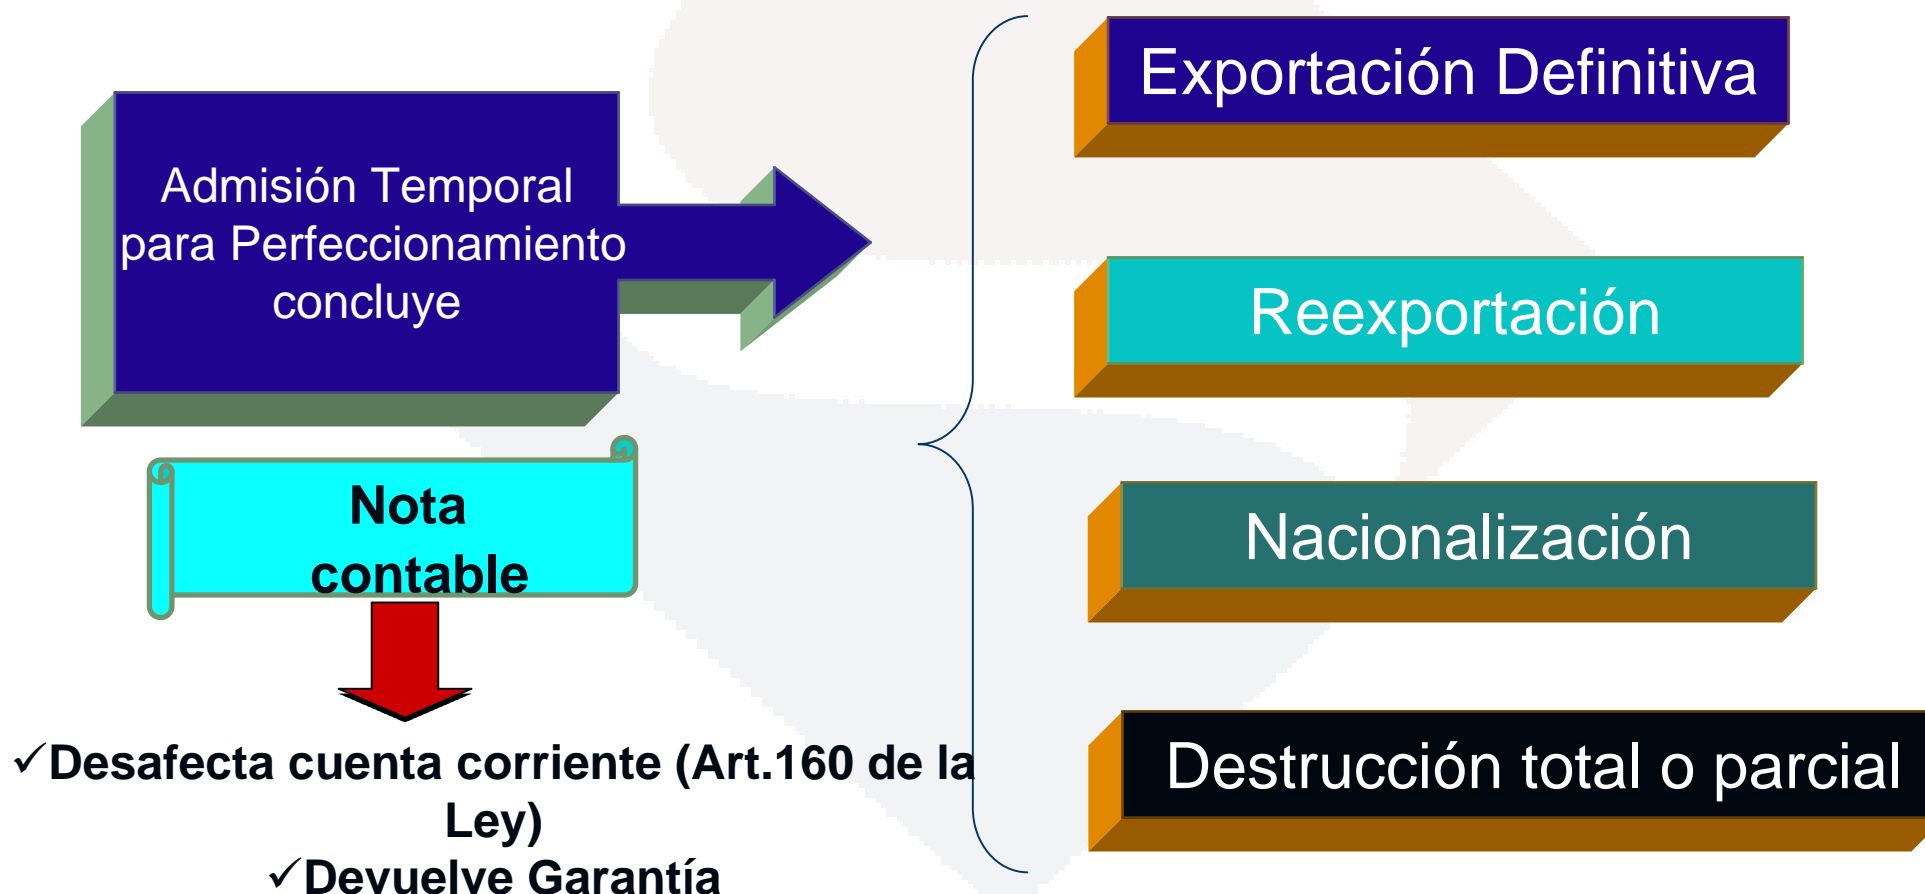 Admisión Temporal
para Perfeccionamiento
concluye
Nota
contable
✓Desafecta cuenta corriente (Art.160 de la
Ley)
✓Devuelve Garantía
Exportación Definitiva
Reexportación
Nacionalización
Destrucción total o parcial